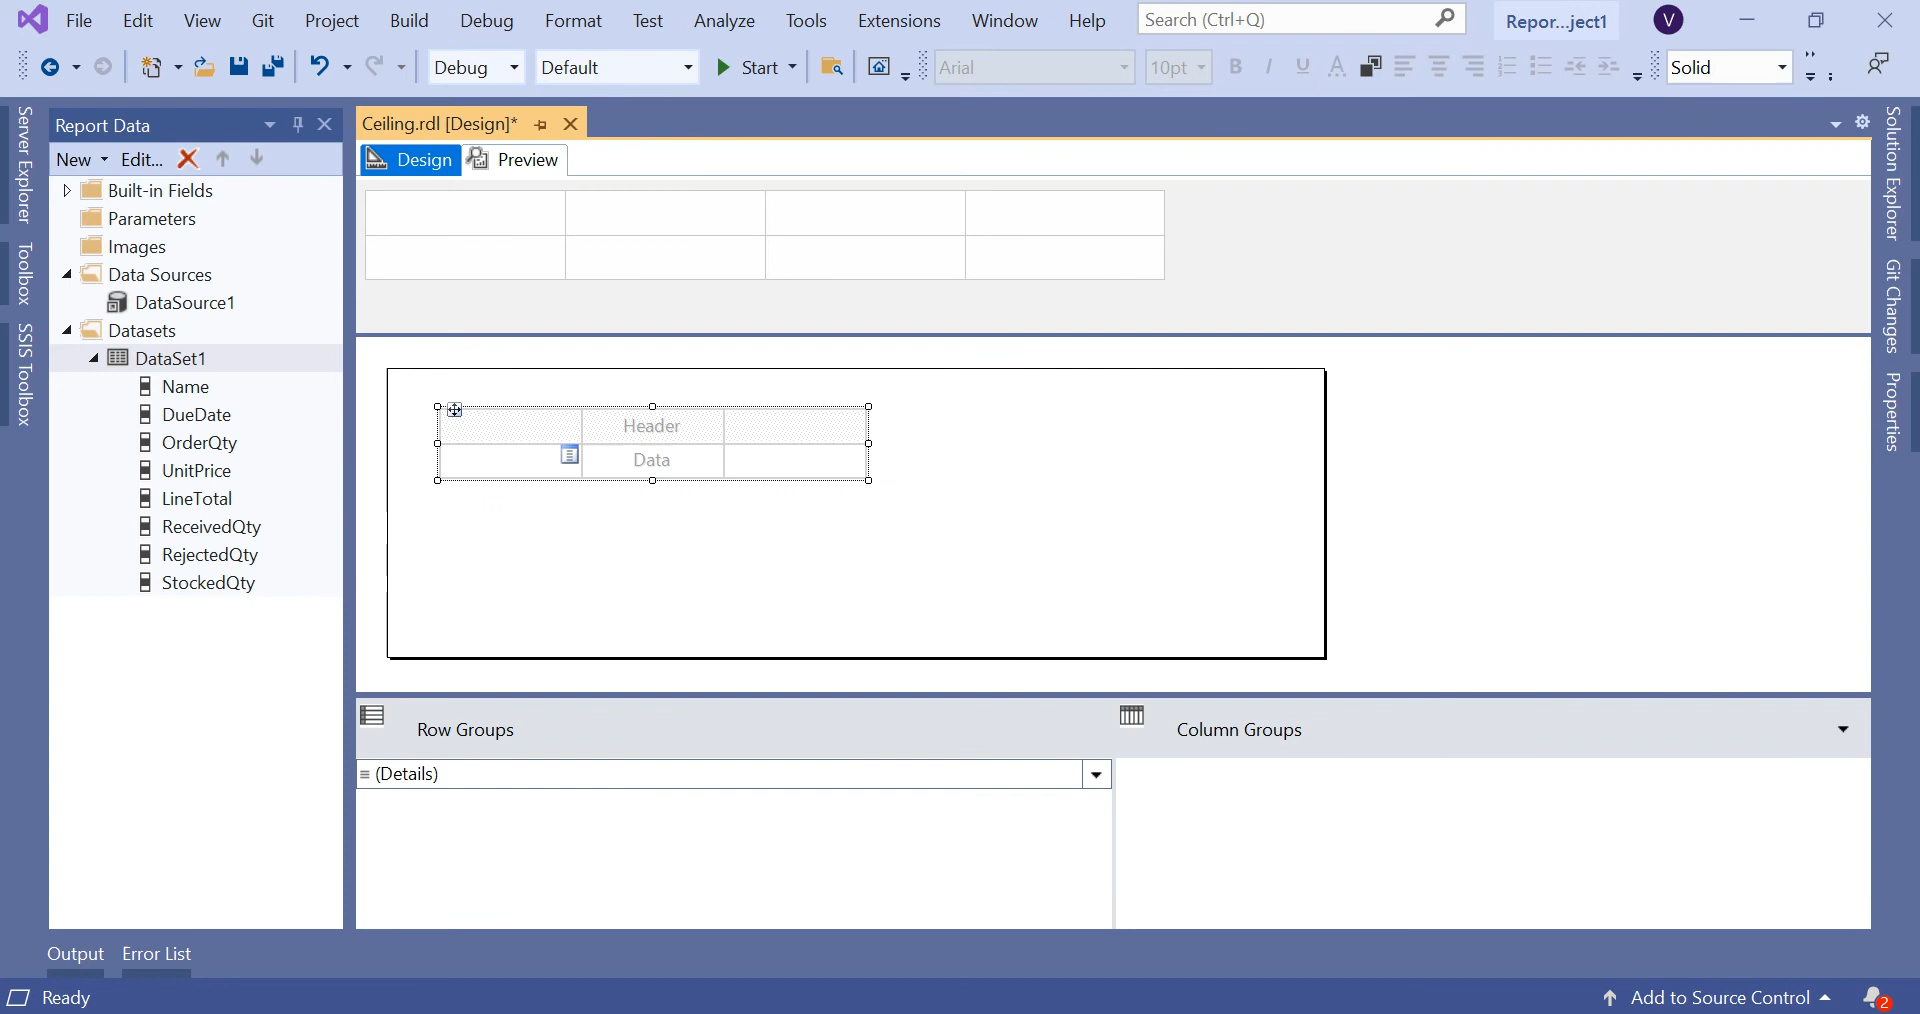 File Edit View Git Project Build Debug Format Test Analyze Tools Extensions Window Help Search (Ctrl+Q) Repor...ject1 V
Debug Default Start Arial 10pt B I U A Solid
Server Explorer
Toolbox
SSIS Toolbox
Report Data
New Edit...
Built-in Fields
Parameters
Images
Data Sources
DataSource1
Datasets
DataSet1
Name
DueDate
OrderQty
UnitPrice
LineTotal
ReceivedQty
RejectedQty
StockedQty
Ceiling.rdl [Design]*
Design Preview
Header
Data
Row Groups
Column Groups
(Details)
Solution Explorer
Git Changes
Properties
Output Error List
Ready
Add to Source Control 2